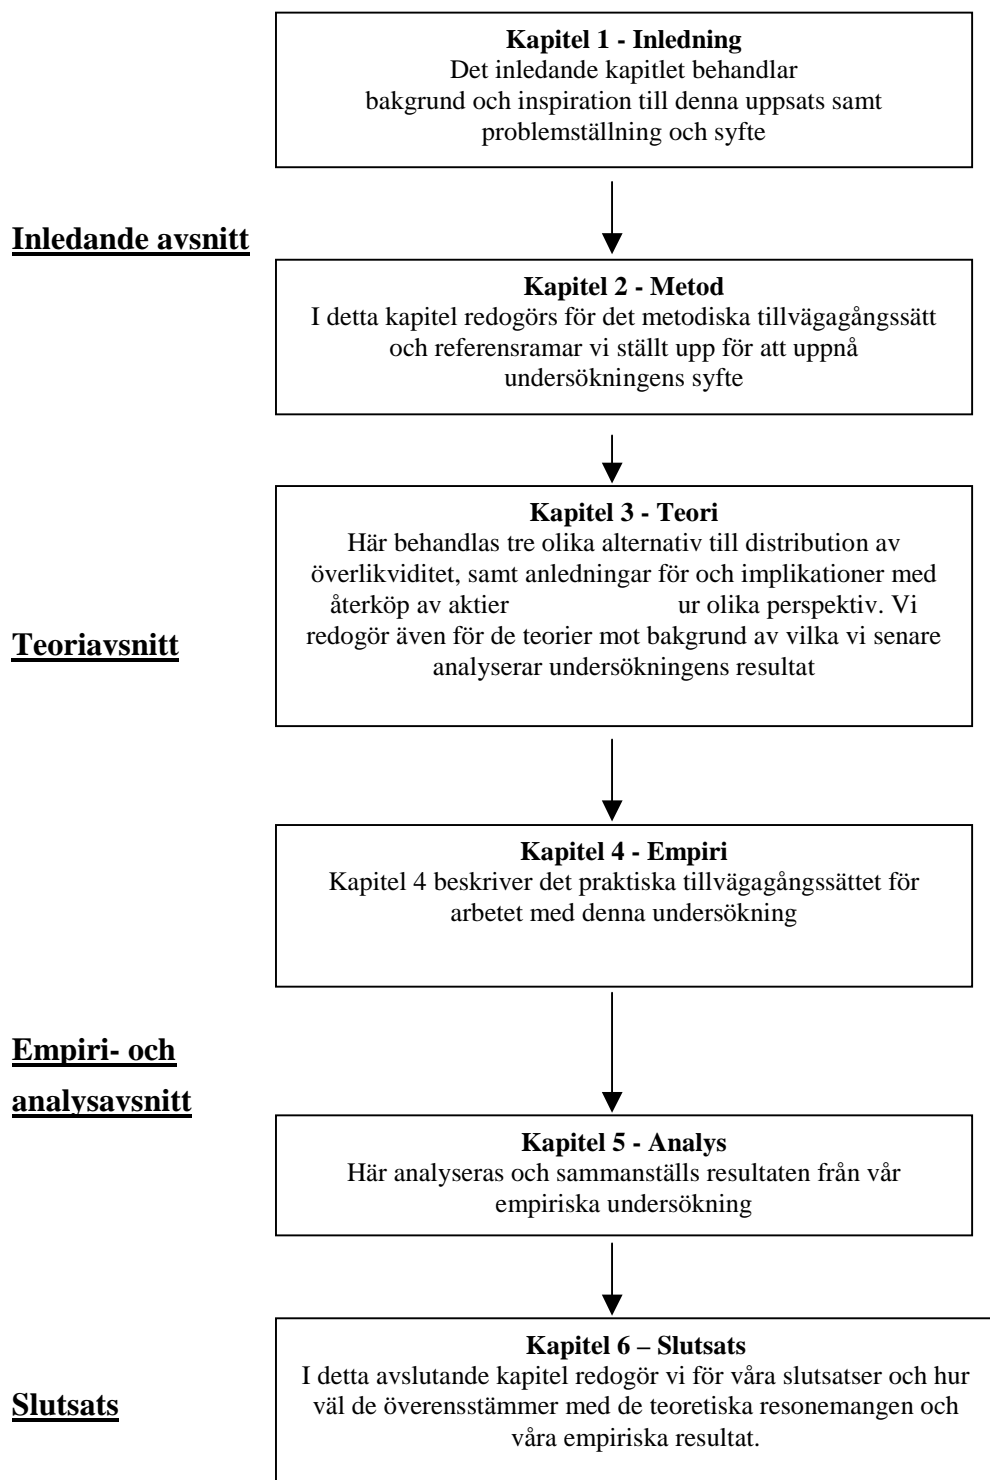 Kapitel 1 - Inledning
Det inledande kapitlet behandlar
bakgrund och inspiration till denna uppsats samt
problemställning och syfte
Inledande avsnitt
Kapitel 2 - Metod
I detta kapitel redogörs för det metodiska tillvägagångssätt
och referensramar vi ställt upp för att uppnå
undersökningens syfte
Kapitel 3 - Teori
Här behandlas tre olika alternativ till distribution av
överlikviditet, samt anledningar för och implikationer med
återköp av aktier ur olika perspektiv. Vi
redogör även för de teorier mot bakgrund av vilka vi senare
analyserar undersökningens resultat
Teoriavsnitt
Kapitel 4 - Empiri
Kapitel 4 beskriver det praktiska tillvägagångssättet för
arbetet med denna undersökning
Empiri- och
analysavsnitt
Kapitel 5 - Analys
Här analyseras och sammanställs resultaten från vår
empiriska undersökning
Kapitel 6 – Slutsats
I detta avslutande kapitel redogör vi för våra slutsatser och hur
väl de överensstämmer med de teoretiska resonemangen och
våra empiriska resultat.
Slutsats